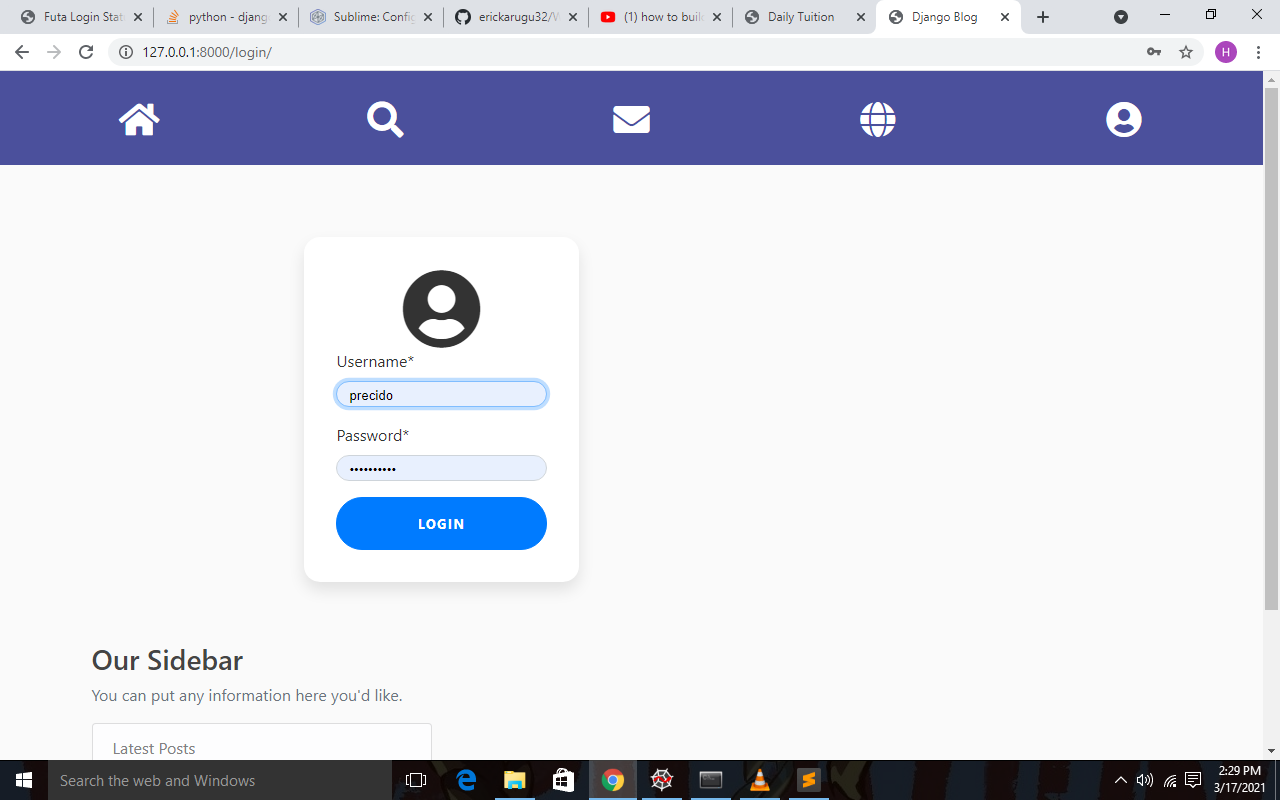 Futa Login Stat
python - djang
Sublime: Config
erickarugu32/V
(1) how to buil
Daily Tuition
Django Blog
127.0.0.1:8000/login/
H
Username*
precido
Password*
LOGIN
Our Sidebar
You can put any information here you'd like.
Latest Posts
Search the web and Windows
2:29 PM
3/17/2021